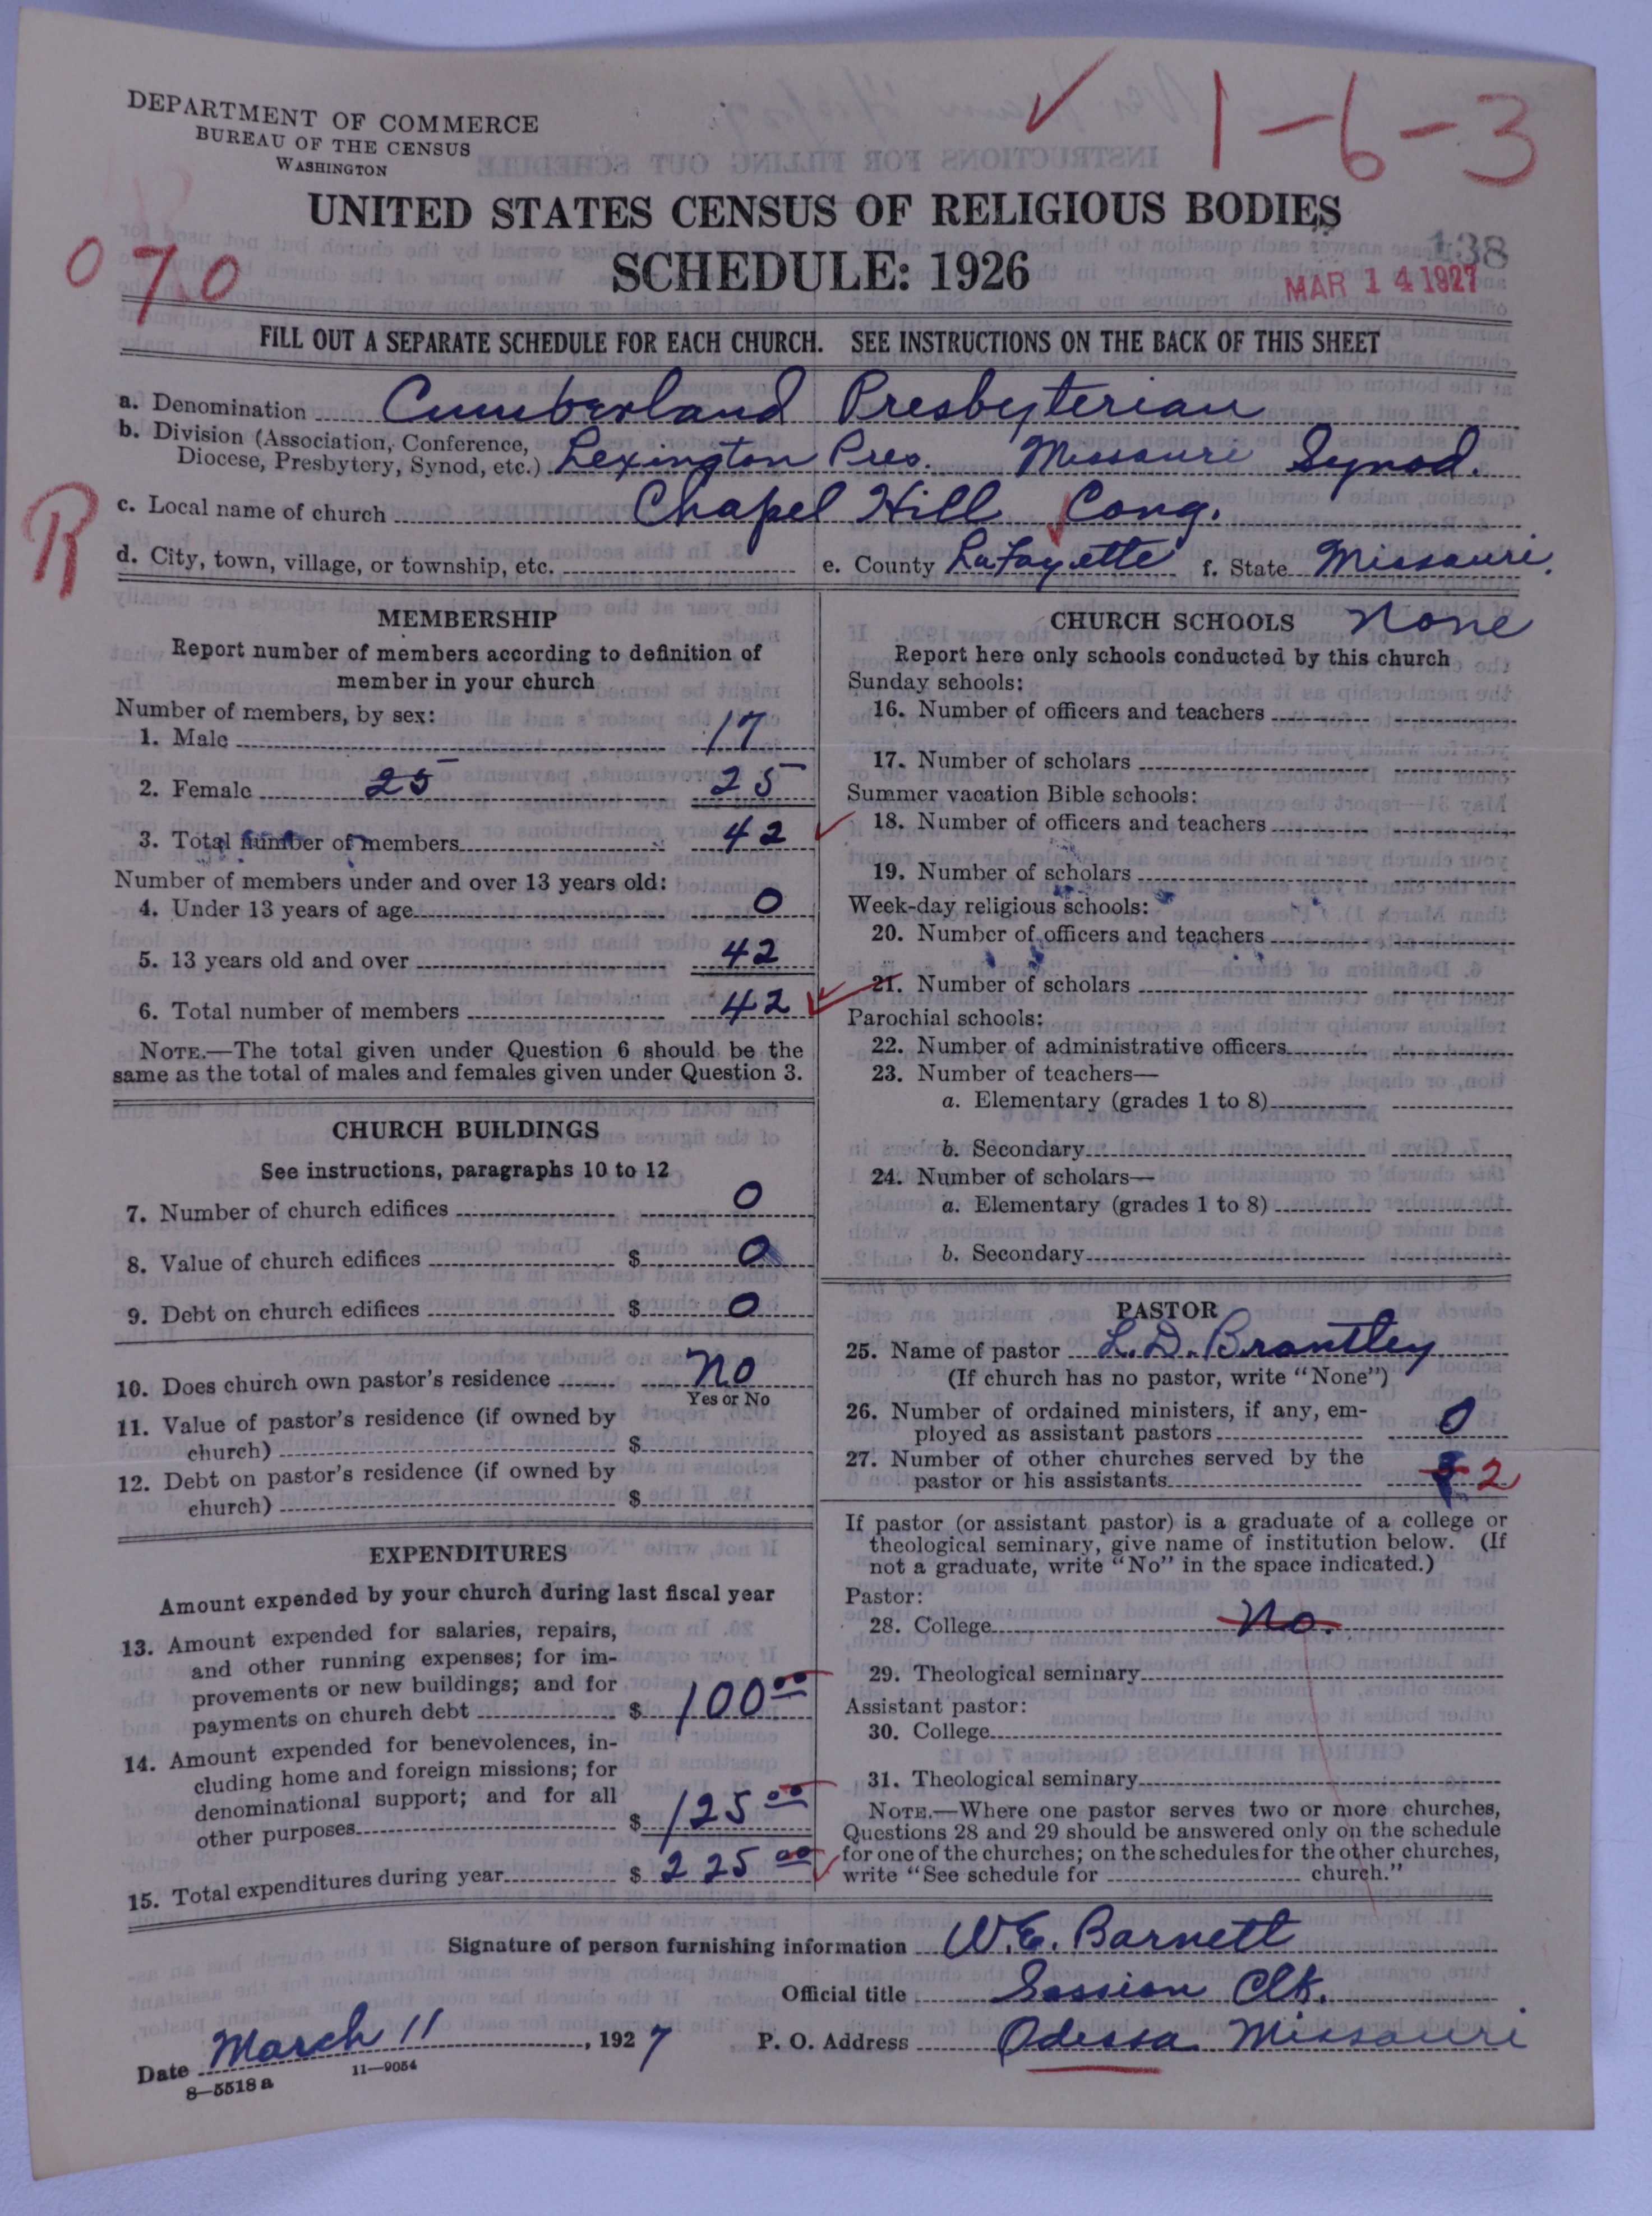 DEPARTMENT OF COMMERCE
BUREAU OF THE CENSUS
WASHINGTON
1-6-3
UNITED STATES CENSUS OF RELIGIOUS BODIES
SCHEDULE: 1926
070
138
MAR 14 1927
FILL OUT A SEPARATE SCHEDULE FOR EACH CHURCH. SEE INSTRUCTIONS ON THE BACK OF THIS SHEET
a. Denomination Cumberland Presbyterian
b. Division (Association, Conference, Diocese, Presbytery, Synod, etc.) Lexington Pres. Missouri Synod.
c. Local name of church Chapel Hill Cong.
R
d. City, town, village, or township, etc. e. County LaFayette f. State Missouri.
MEMBERSHIP
Report number of members according to definition of
member in your church
Number of members, by sex:
1. Male 17
2. Female 25 25
3. Total number of members 42
Number of members under and over 13 years old:
4. Under 13 years of age 0
5. 13 years old and over 42
6. Total number of members 42
NOTE.—The total given under Question 6 should be the
same as the total of males and females given under Question 3.
CHURCH BUILDINGS
See instructions, paragraphs 10 to 12
7. Number of church edifices 0
8. Value of church edifices $ 0
9. Debt on church edifices $ 0
10. Does church own pastor's residence No
Yes or No
11. Value of pastor's residence (if owned by
church) $
12. Debt on pastor's residence (if owned by
church) $
EXPENDITURES
Amount expended by your church during last fiscal year
13. Amount expended for salaries, repairs,
and other running expenses; for im-
provements or new buildings; and for
payments on church debt $ 100 00
14. Amount expended for benevolences, in-
cluding home and foreign missions; for
denominational support; and for all
other purposes $ 125 00
15. Total expenditures during year $ 225 00
CHURCH SCHOOLS None
Report here only schools conducted by this church
Sunday schools:
16. Number of officers and teachers
17. Number of scholars
Summer vacation Bible schools:
18. Number of officers and teachers
19. Number of scholars
Week-day religious schools:
20. Number of officers and teachers
21. Number of scholars
Parochial schools:
22. Number of administrative officers
23. Number of teachers—
a. Elementary (grades 1 to 8)
b. Secondary
24. Number of scholars—
a. Elementary (grades 1 to 8)
b. Secondary
PASTOR
25. Name of pastor L. D. Brantley
(If church has no pastor, write "None")
26. Number of ordained ministers, if any, em-
ployed as assistant pastors 0
27. Number of other churches served by the
pastor or his assistants 2
If pastor (or assistant pastor) is a graduate of a college or
theological seminary, give name of institution below. (If
not a graduate, write "No" in the space indicated.)
Pastor:
28. College No.
29. Theological seminary
Assistant pastor:
30. College
31. Theological seminary
NOTE.—Where one pastor serves two or more churches,
Questions 28 and 29 should be answered only on the schedule
for one of the churches; on the schedules for the other churches,
write "See schedule for church."
Signature of person furnishing information W. E. Barnett
Official title Session Clk.
Date March 11, 1927 P. O. Address Odessa Missouri
8—5518 a 11—9054